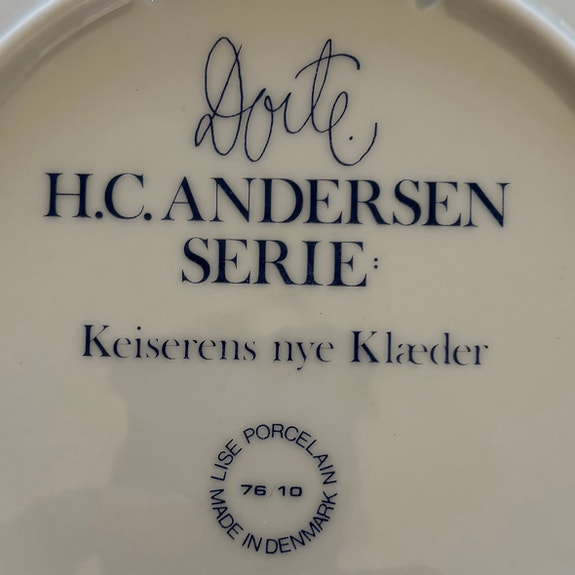 Dorte.
H.C. ANDERSEN
SERIE:
Keiserens nye Klæder
LISE PORCELAIN
76 10
MADE IN DENMARK